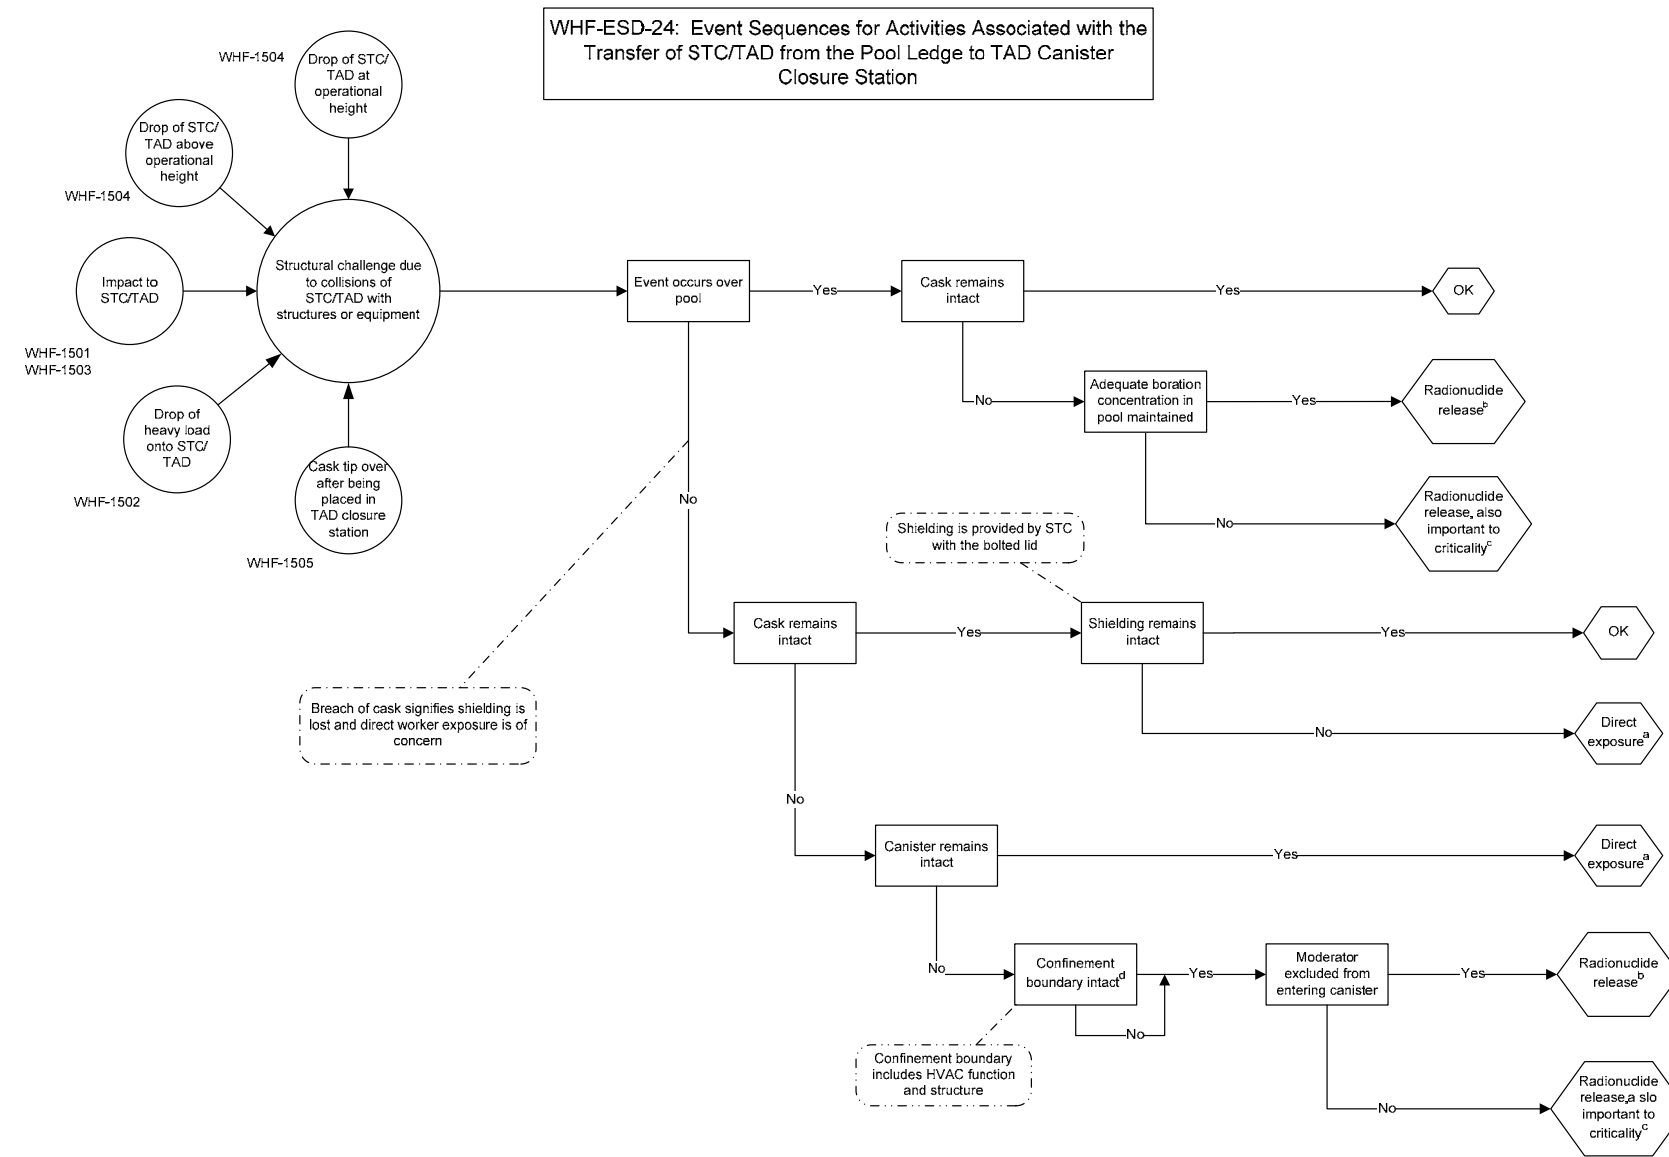 WHF-ESD-24: Event Sequences for Activities Associated with the
Transfer of STC/TAD from the Pool Ledge to TAD Canister
Closure Station
WHF-1504
Drop of STC/
TAD at
operational
height
Drop of STC/
TAD above
operational
height
WHF-1504
Impact to
STC/TAD
WHF-1501
WHF-1503
Structural challenge due
to collisions of
STC/TAD with
structures or equipment
Drop of
heavy load
onto STC/
TAD
WHF-1502
Cask tip over
after being
placed in
TAD closure
station
WHF-1505
Event occurs over
pool
Yes
Cask remains
intact
Yes
OK
No
Adequate boration
concentration in
pool maintained
Yes
Radionuclide
release b
No
Radionuclide
release, also
important to
criticality c
No
Shielding is provided by STC
with the bolted lid
Breach of cask signifies shielding is
lost and direct worker exposure is of
concern
Cask remains
intact
Yes
Shielding remains
intact
Yes
OK
No
Direct
exposure a
No
Canister remains
intact
Yes
Direct
exposure a
No
Confinement
boundary intact d
Yes
No
Confinement boundary
includes HVAC function
and structure
Moderator
excluded from
entering canister
Yes
Radionuclide
release b
No
Radionuclide
release,a slo
important to
criticality c